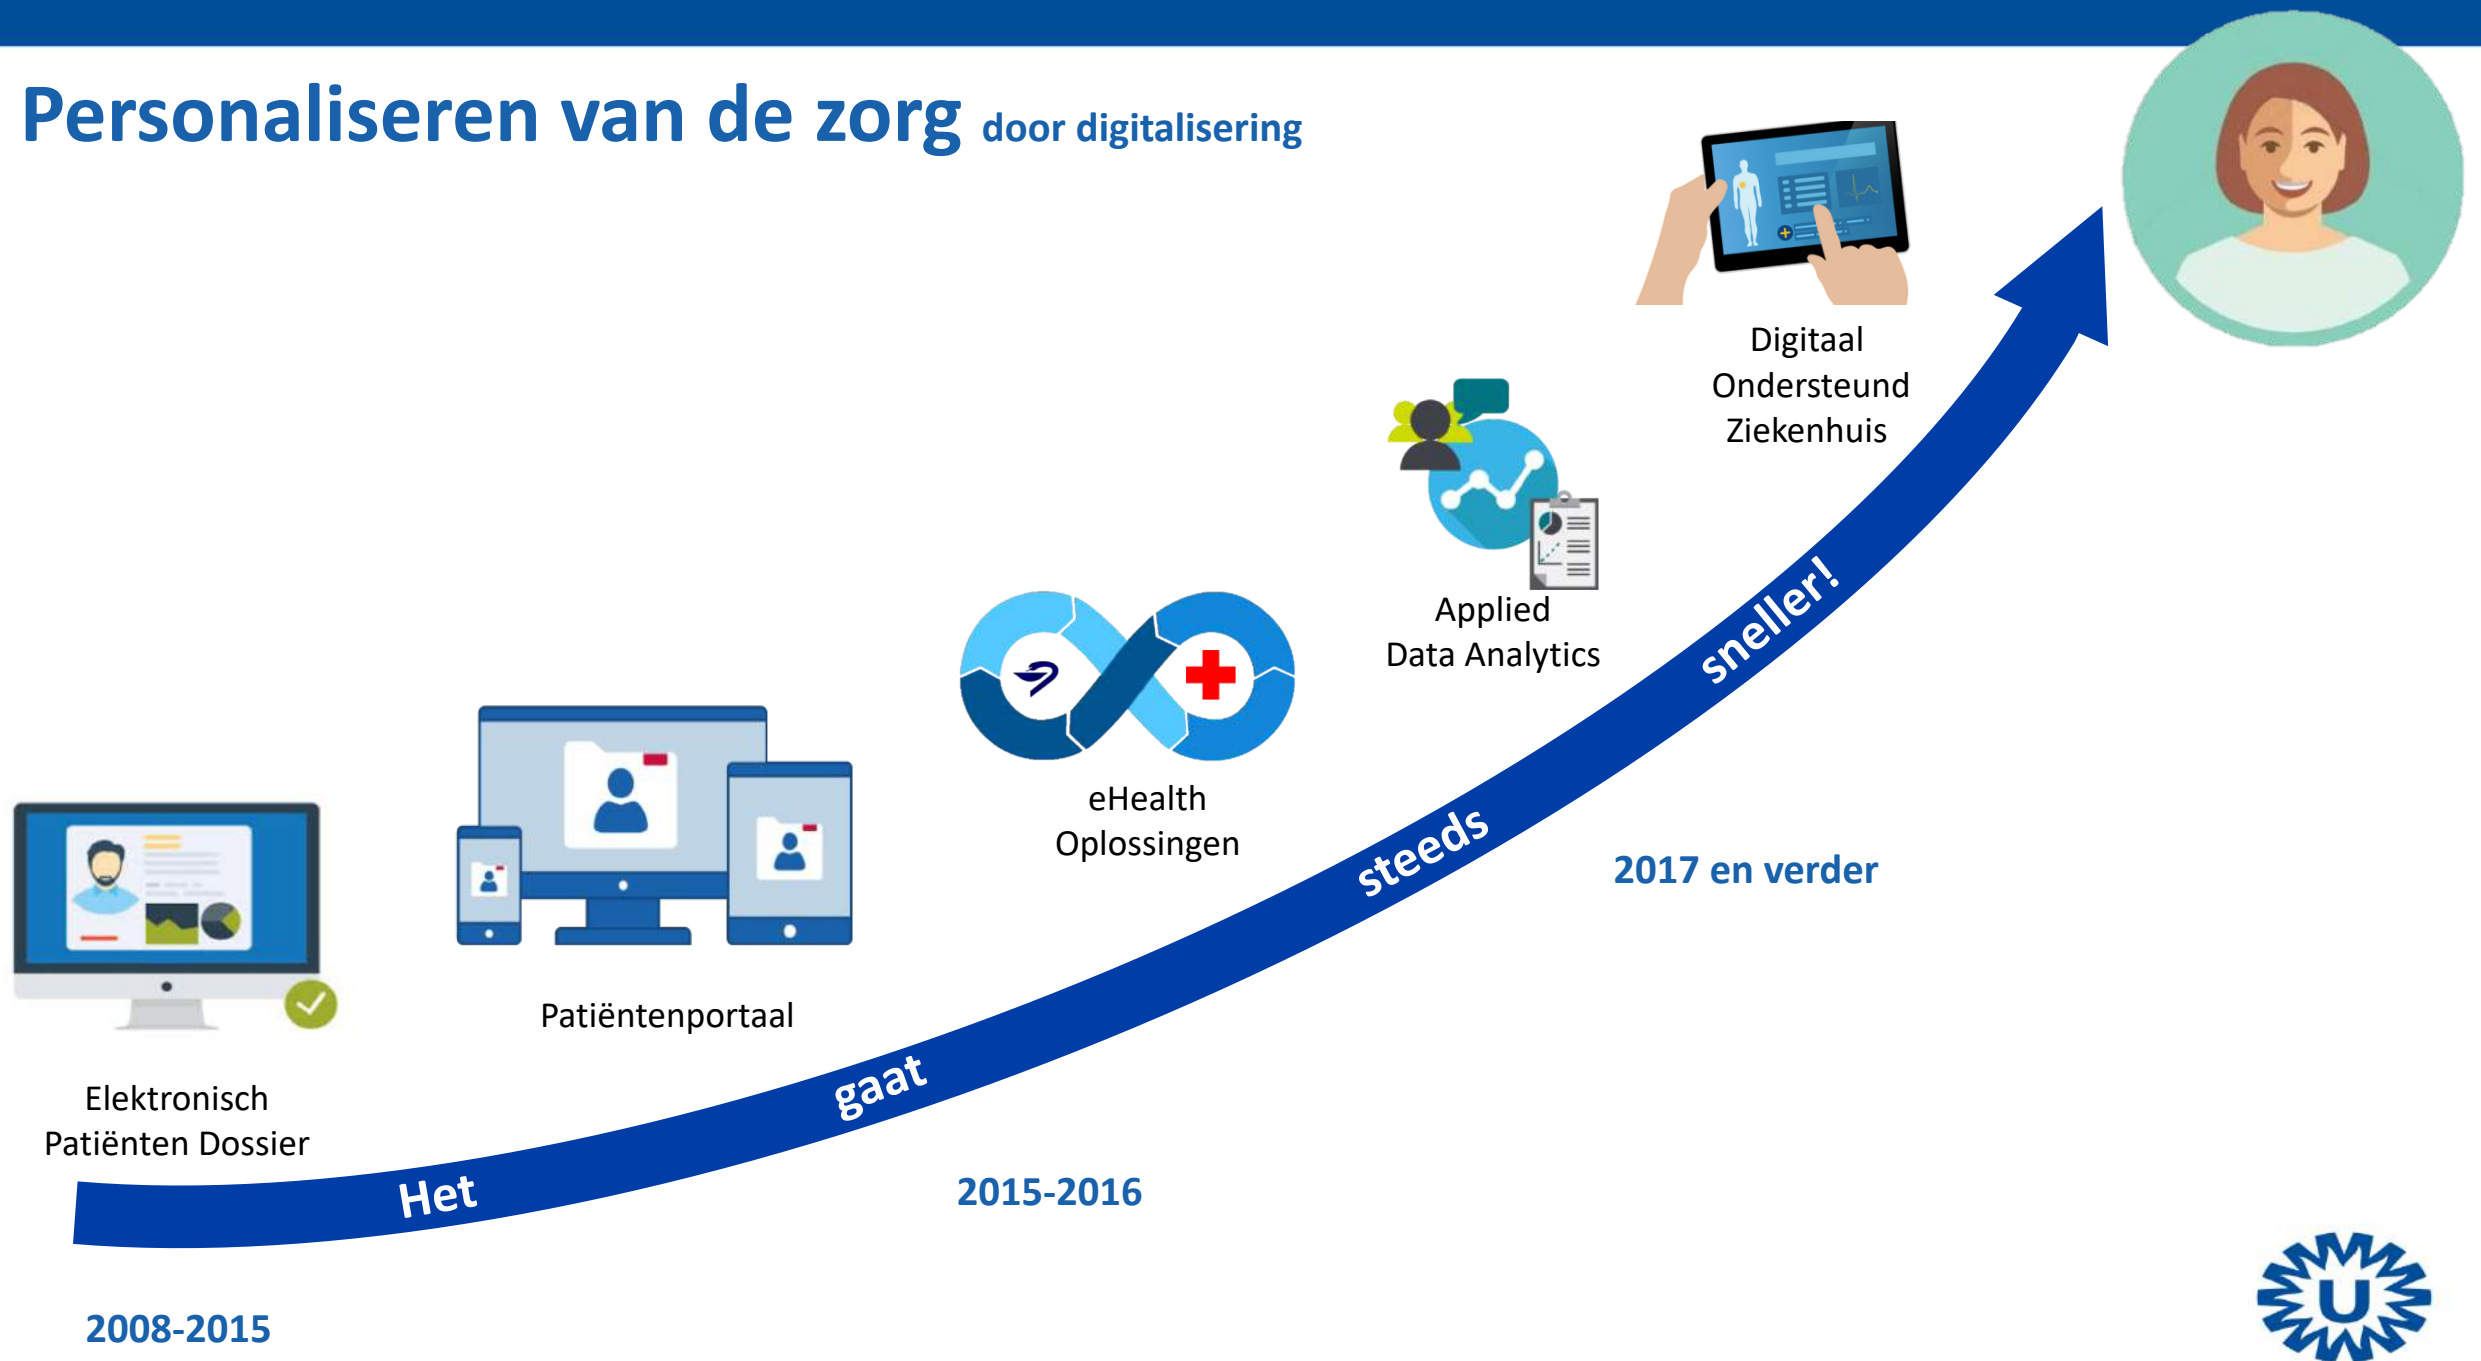 Personaliseren van de zorg door digitalisering
Digitaal
Ondersteund
Ziekenhuis
Applied
Data Analytics
eHealth
Oplossingen
Patiëntenportaal
Elektronisch
Patiënten Dossier
Het gaat steeds sneller!
2008-2015
2015-2016
2017 en verder
U